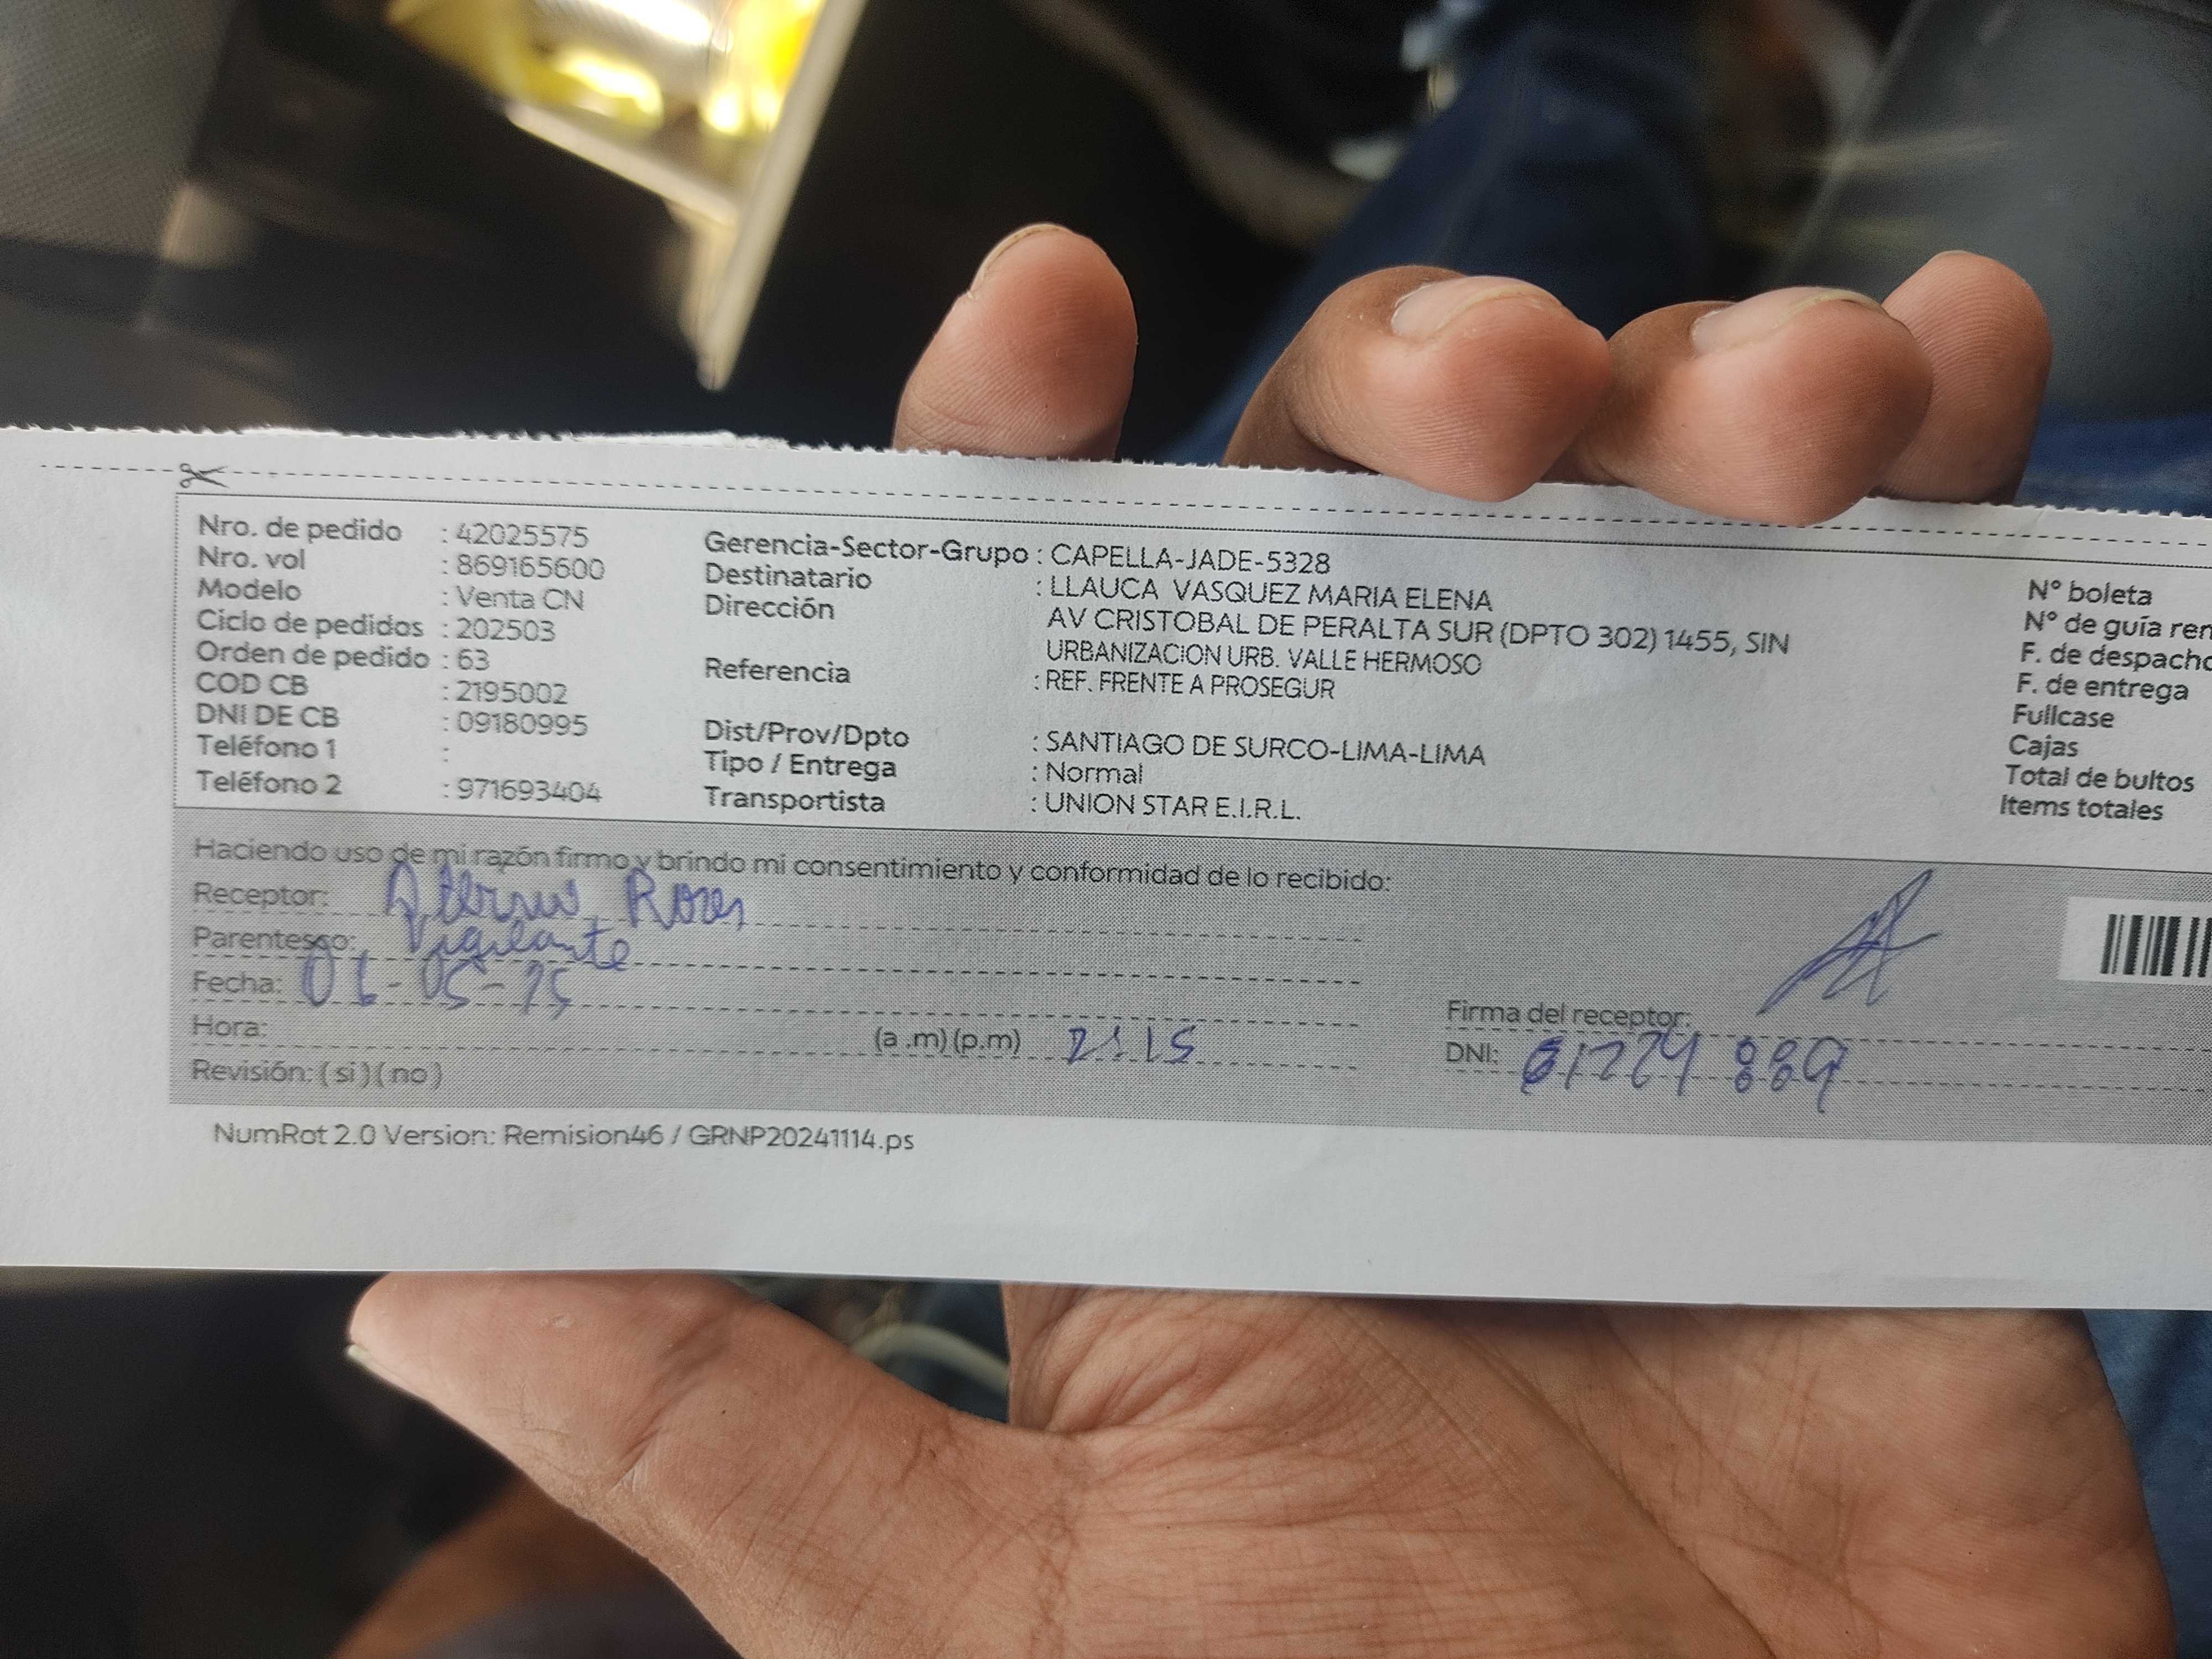 Nro. de pedido : 42025575
Nro. vol : 869165600
Modelo : Venta CN
Ciclo de pedidos : 202503
Orden de pedido : 63
COD CB : 2195002
DNI DE CB : 09180995
Teléfono 1 :
Teléfono 2 : 971693404
Gerencia-Sector-Grupo : CAPELLA-JADE-5328
Destinatario : LLAUCA VASQUEZ MARIA ELENA
Dirección AV CRISTOBAL DE PERALTA SUR (DPTO 302) 1455, SIN
URBANIZACION URB. VALLE HERMOSO
Referencia : REF. FRENTE A PROSEGUR
Dist/Prov/Dpto : SANTIAGO DE SURCO-LIMA-LIMA
Tipo / Entrega : Normal
Transportista : UNION STAR E.I.R.L.
N° boleta
N° de guía rem
F. de despacho
F. de entrega
Fullcase
Cajas
Total de bultos
Items totales
Haciendo uso de mi razón firmo y brindo mi consentimiento y conformidad de lo recibido:
Receptor:
Parentesco: Vigilante
Fecha: 06-05-25
Hora: (a .m) (p.m) 2:15
Revisión: ( si ) ( no )
Firma del receptor:
DNI:
NumRot 2.0 Version: Remision46 / GRNP20241114.ps